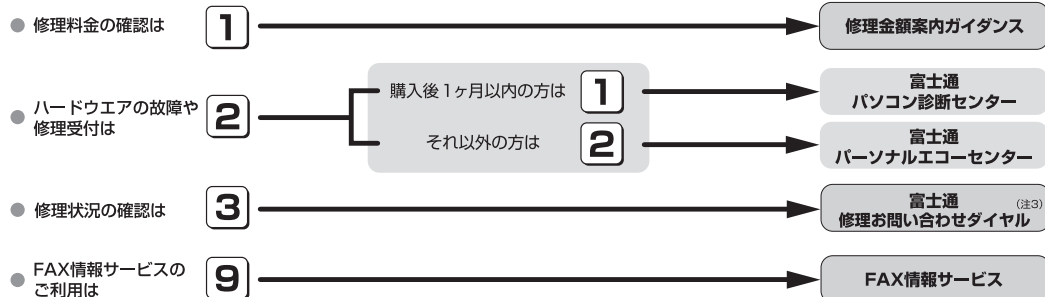 ● 修理料金の確認は 1 修理金額案内ガイダンス
● ハードウエアの故障や
修理受付は 2
購入後1ヶ月以内の方は 1
富士通
パソコン診断センター
それ以外の方は 2
富士通
パーソナルエコーセンター
● 修理状況の確認は 3
富士通 (注3)
修理お問い合わせダイヤル
● FAX情報サービスの
ご利用は 9
FAX情報サービス